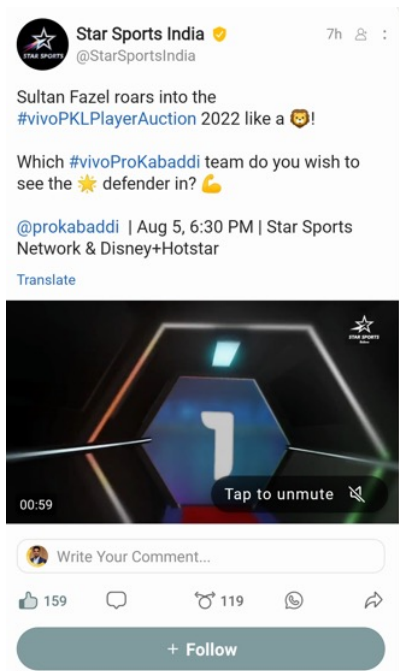 Star Sports India
7h
@StarSportsIndia
STAR SPORTS
Sultan Fazel roars into the
#vivoPKLPlayerAuction 2022 like a 🦁!
Which #vivoProKabaddi team do you wish to
see the 🌟 defender in? 💪
@prokabaddi | Aug 5, 6:30 PM | Star Sports
Network & Disney+Hotstar
Translate
STAR SPORTS
1
Tap to unmute
00:59
Write Your Comment...
159
119
+ Follow